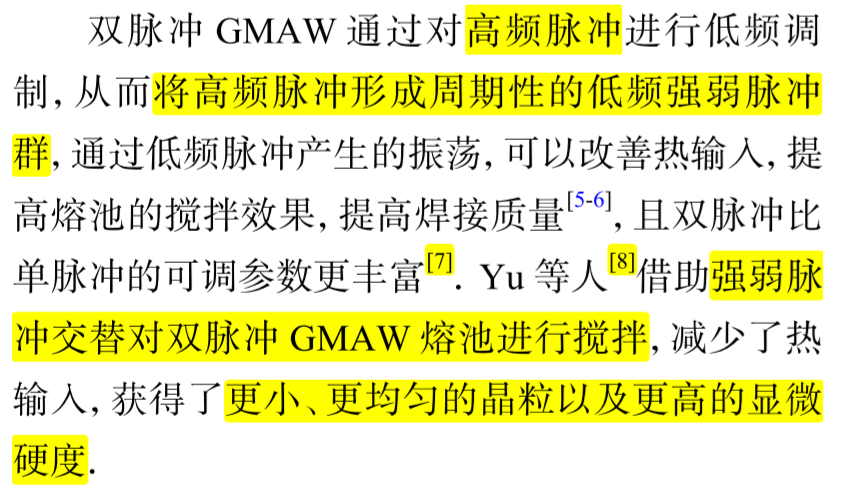 双脉冲 GMAW 通过对高频脉冲进行低频调
制, 从而将高频脉冲形成周期性的低频强弱脉冲
群, 通过低频脉冲产生的振荡, 可以改善热输入, 提
高熔池的搅拌效果, 提高焊接质量[5-6], 且双脉冲比
单脉冲的可调参数更丰富[7]. Yu 等人[8]借助强弱脉
冲交替对双脉冲 GMAW 熔池进行搅拌, 减少了热
输入, 获得了更小、更均匀的晶粒以及更高的显微
硬度.